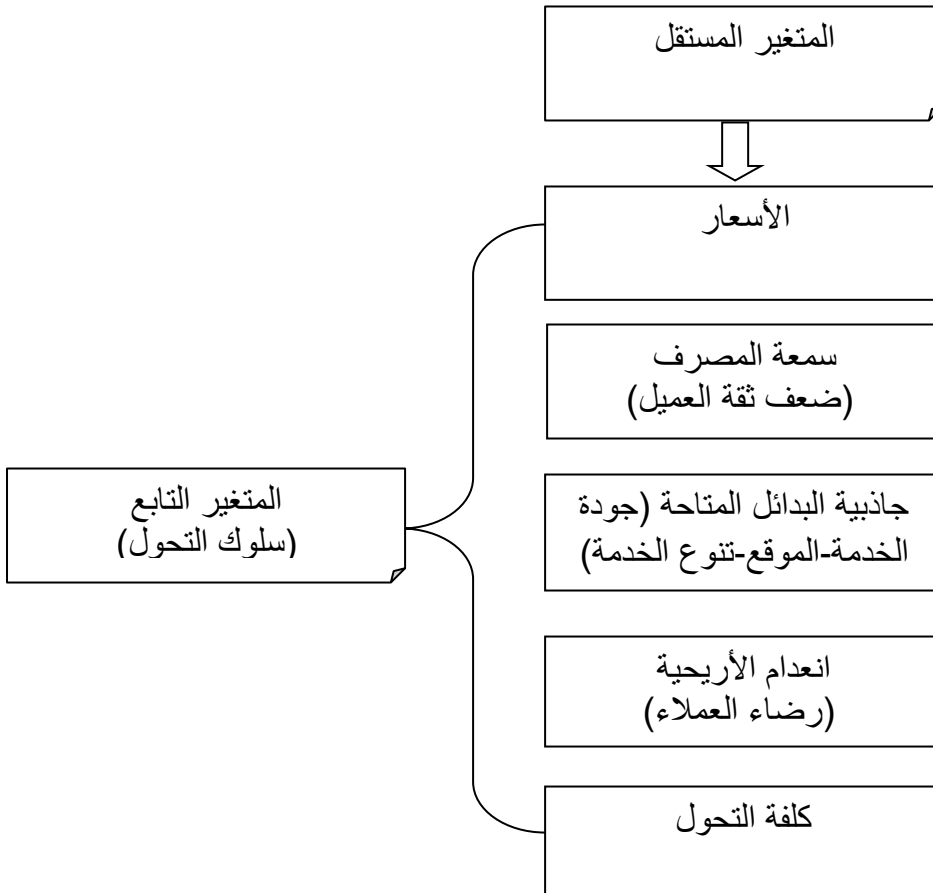 المتغير المستقل
الأسعار
سمعة المصرف
(ضعف ثقة العميل)
المتغير التابع
(سلوك التحول)
جاذبية البدائل المتاحة (جودة
الخدمة-الموقع-تنوع الخدمة)
انعدام الأريحية
(رضاء العملاء)
كلفة التحول